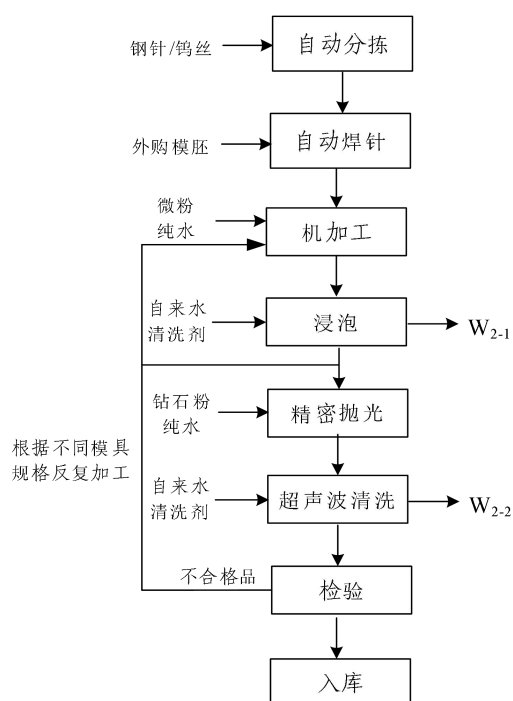 自动分拣
钢针/钨丝
自动焊针
外购模胚
微粉
纯水
机加工
自来水
清洗剂
浸泡
W2-1
钻石粉
纯水
精密抛光
根据不同模具
规格反复加工
自来水
清洗剂
超声波清洗
W2-2
不合格品
检验
入库